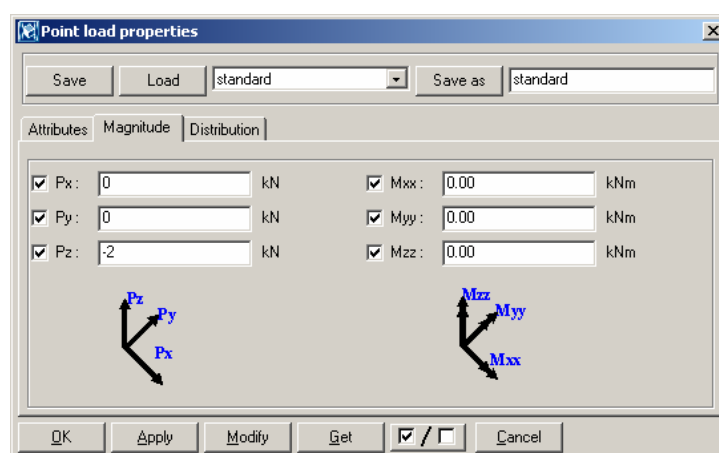 Point load properties
Save Load standard Save as standard
Attributes Magnitude Distribution
Px: 0 kN Mxx: 0.00 kNm
Py: 0 kN Myy: 0.00 kNm
Pz: -2 kN Mzz: 0.00 kNm
Pz Mzz
Py Myy
Px Mxx
OK Apply Modify Get / Cancel